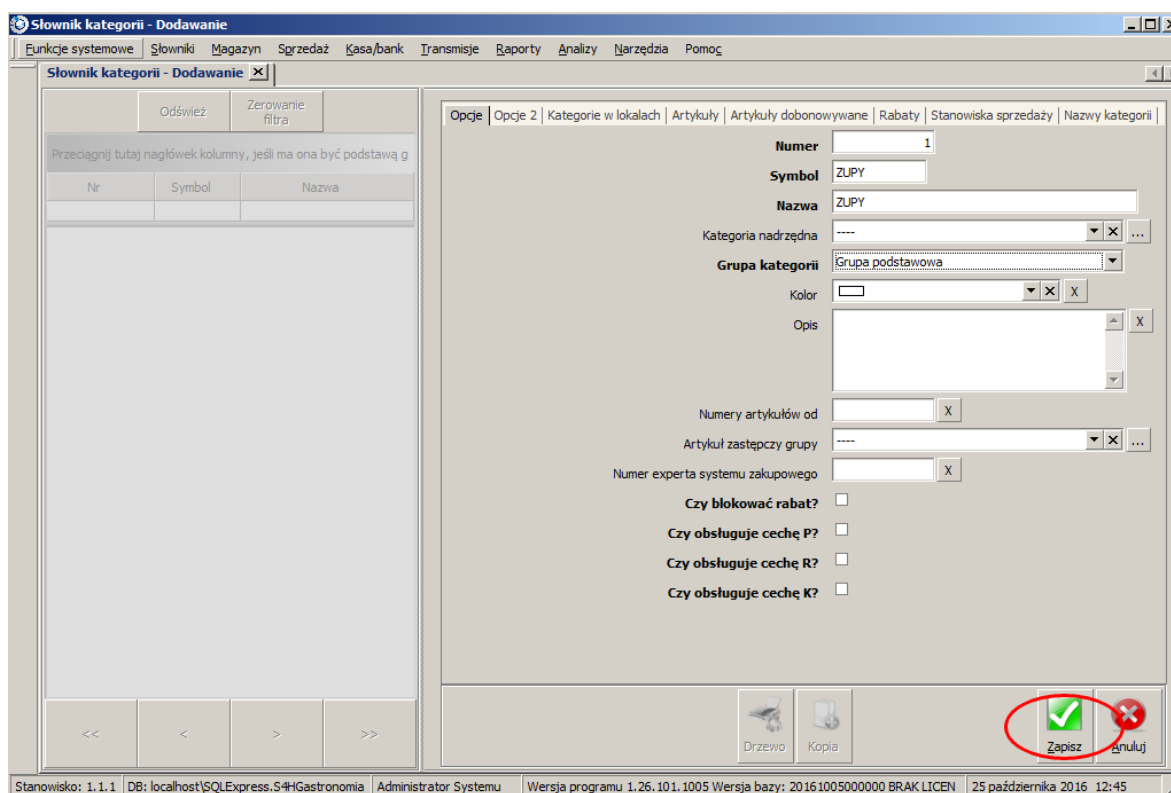 Słownik kategorii - Dodawanie
Funkcje systemowe Słowniki Magazyn Sprzedaż Kasa/bank Transmisje Raporty Analizy Narzędzia Pomoc
Słownik kategorii - Dodawanie
Odśwież Zerowanie filtra
Przeciągnij tutaj nagłówek kolumny, jeśli ma ona być podstawą g
Nr Symbol Nazwa
<< < > >>
Opcje Opcje 2 Kategorie w lokalach Artykuły Artykuły dobonowywane Rabaty Stanowiska sprzedaży Nazwy kategorii
Numer 1
Symbol ZUPY
Nazwa ZUPY
Kategoria nadrzędna ---- ...
Grupa kategorii Grupa podstawowa
Kolor X
Opis X
Numery artykułów od X
Artykuł zastępczy grupy ---- ...
Numer experta systemu zakupowego X
Czy blokować rabat?
Czy obsługuje cechę P?
Czy obsługuje cechę R?
Czy obsługuje cechę K?
Drzewo Kopia Zapisz Anuluj
Stanowisko: 1.1.1 DB: localhost\SQLExpress.S4HGastronomia Administrator Systemu Wersja programu 1.26.101.1005 Wersja bazy: 20161005000000 BRAK LICEN 25 października 2016 12:45